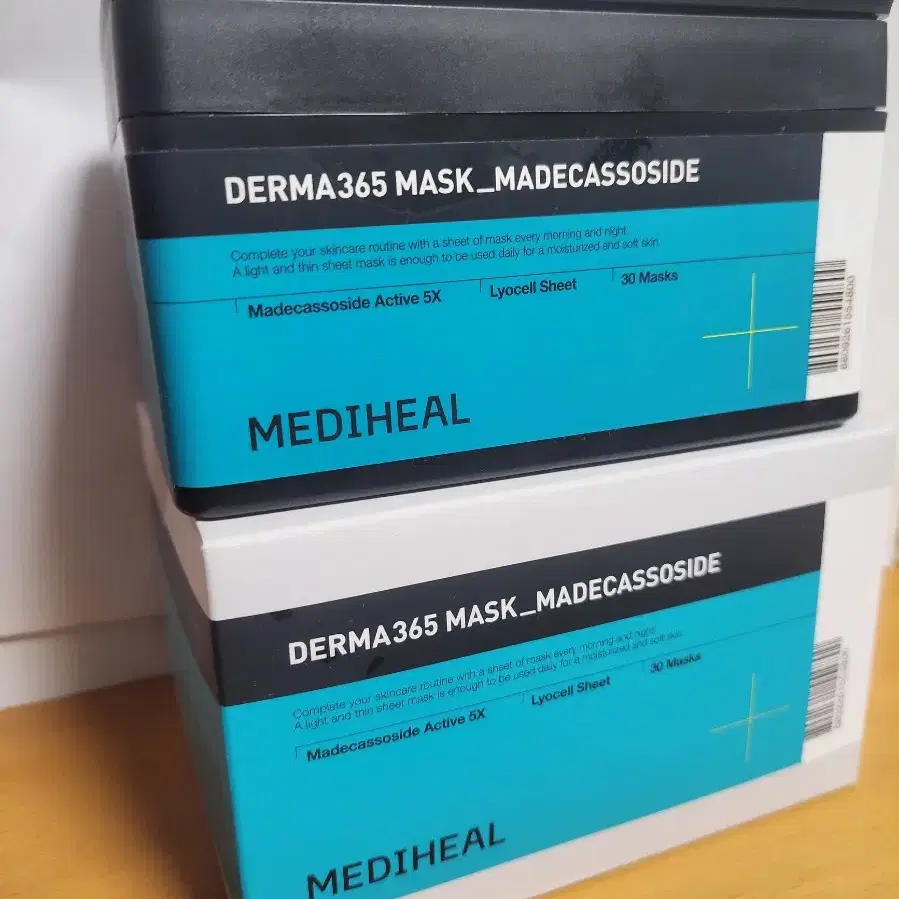 DERMA365 MASK_MADECASSOSIDE
Complete your skincare routine with a sheet of mask every morning and night.
A light and thin sheet mask is enough to be used daily for a moisturized and soft skin.
Madecassoside Active 5X
Lyocell Sheet
30 Masks
MEDIHEAL
DERMA365 MASK_MADECASSOSIDE
Complete your skincare routine with a sheet of mask every morning and night.
A light and thin sheet mask is enough to be used daily for a moisturized and soft skin.
Madecassoside Active 5X
Lyocell Sheet
30 Masks
MEDIHEAL